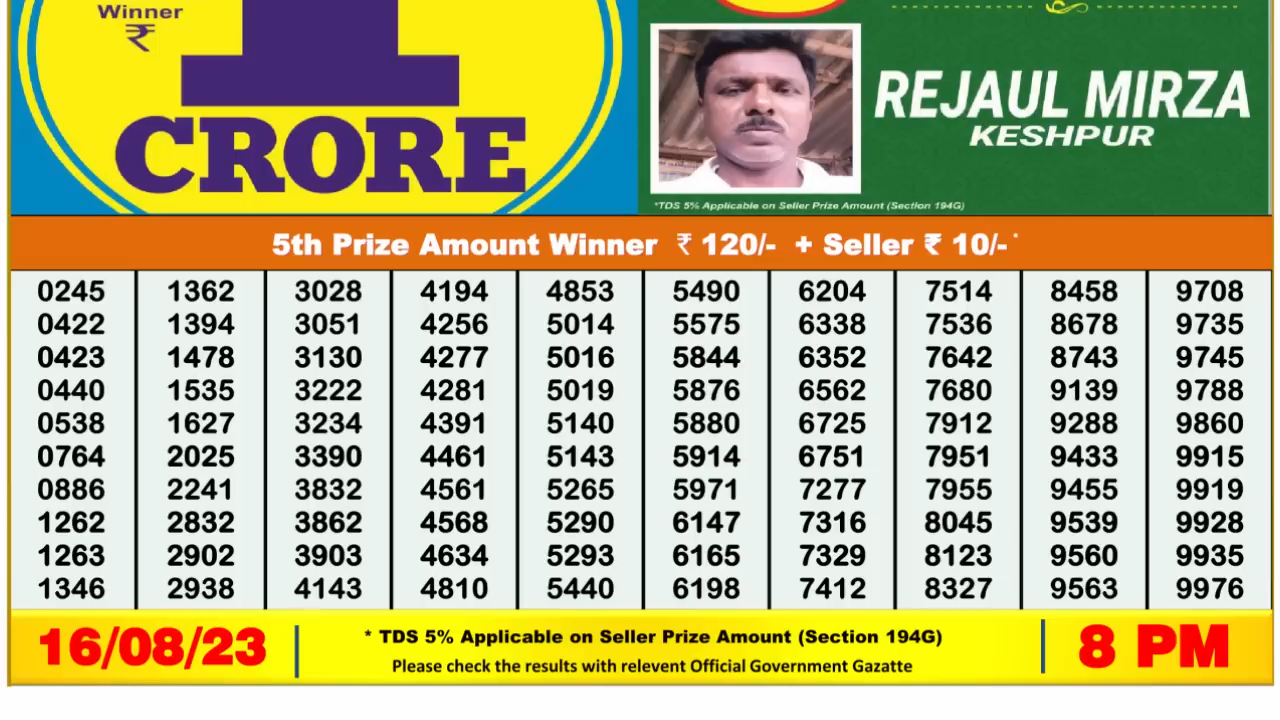 Winner
₹
1
CRORE
REJAUL MIRZA
KESHPUR
*TDS 5% Applicable on Seller Prize Amount (Section 194G)
5th Prize Amount Winner ₹ 120/- + Seller ₹ 10/- *
0245 1362 3028 4194 4853 5490 6204 7514 8458 9708
0422 1394 3051 4256 5014 5575 6338 7536 8678 9735
0423 1478 3130 4277 5016 5844 6352 7642 8743 9745
0440 1535 3222 4281 5019 5876 6562 7680 9139 9788
0538 1627 3234 4391 5140 5880 6725 7912 9288 9860
0764 2025 3390 4461 5143 5914 6751 7951 9433 9915
0886 2241 3832 4561 5265 5971 7277 7955 9455 9919
1262 2832 3862 4568 5290 6147 7316 8045 9539 9928
1263 2902 3903 4634 5293 6165 7329 8123 9560 9935
1346 2938 4143 4810 5440 6198 7412 8327 9563 9976
16/08/23
* TDS 5% Applicable on Seller Prize Amount (Section 194G)
Please check the results with relevent Official Government Gazatte
8 PM